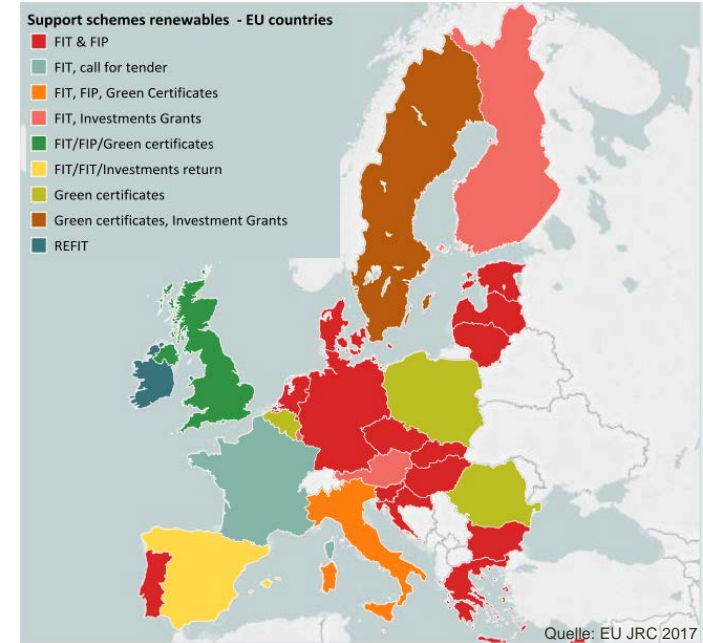 Support schemes renewables - EU countries
FIT & FIP
FIT, call for tender
FIT, FIP, Green Certificates
FIT, Investments Grants
FIT/FIP/Green certificates
FIT/FIT/Investments return
Green certificates
Green certificates, Investment Grants
REFIT
Quelle: EU JRC 2017